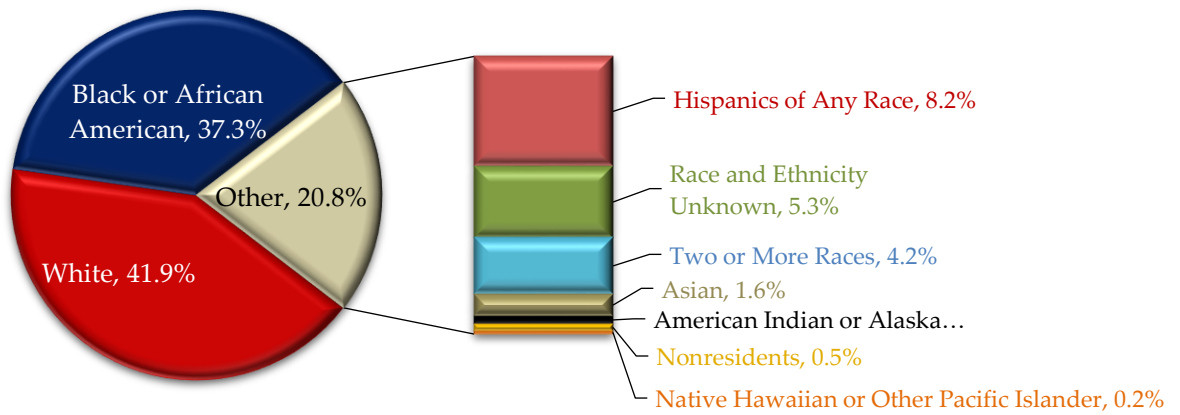 Black or African
American, 37.3%
Other, 20.8%
White, 41.9%
Hispanics of Any Race, 8.2%
Race and Ethnicity
Unknown, 5.3%
Two or More Races, 4.2%
Asian, 1.6%
American Indian or Alaska…
Nonresidents, 0.5%
Native Hawaiian or Other Pacific Islander, 0.2%